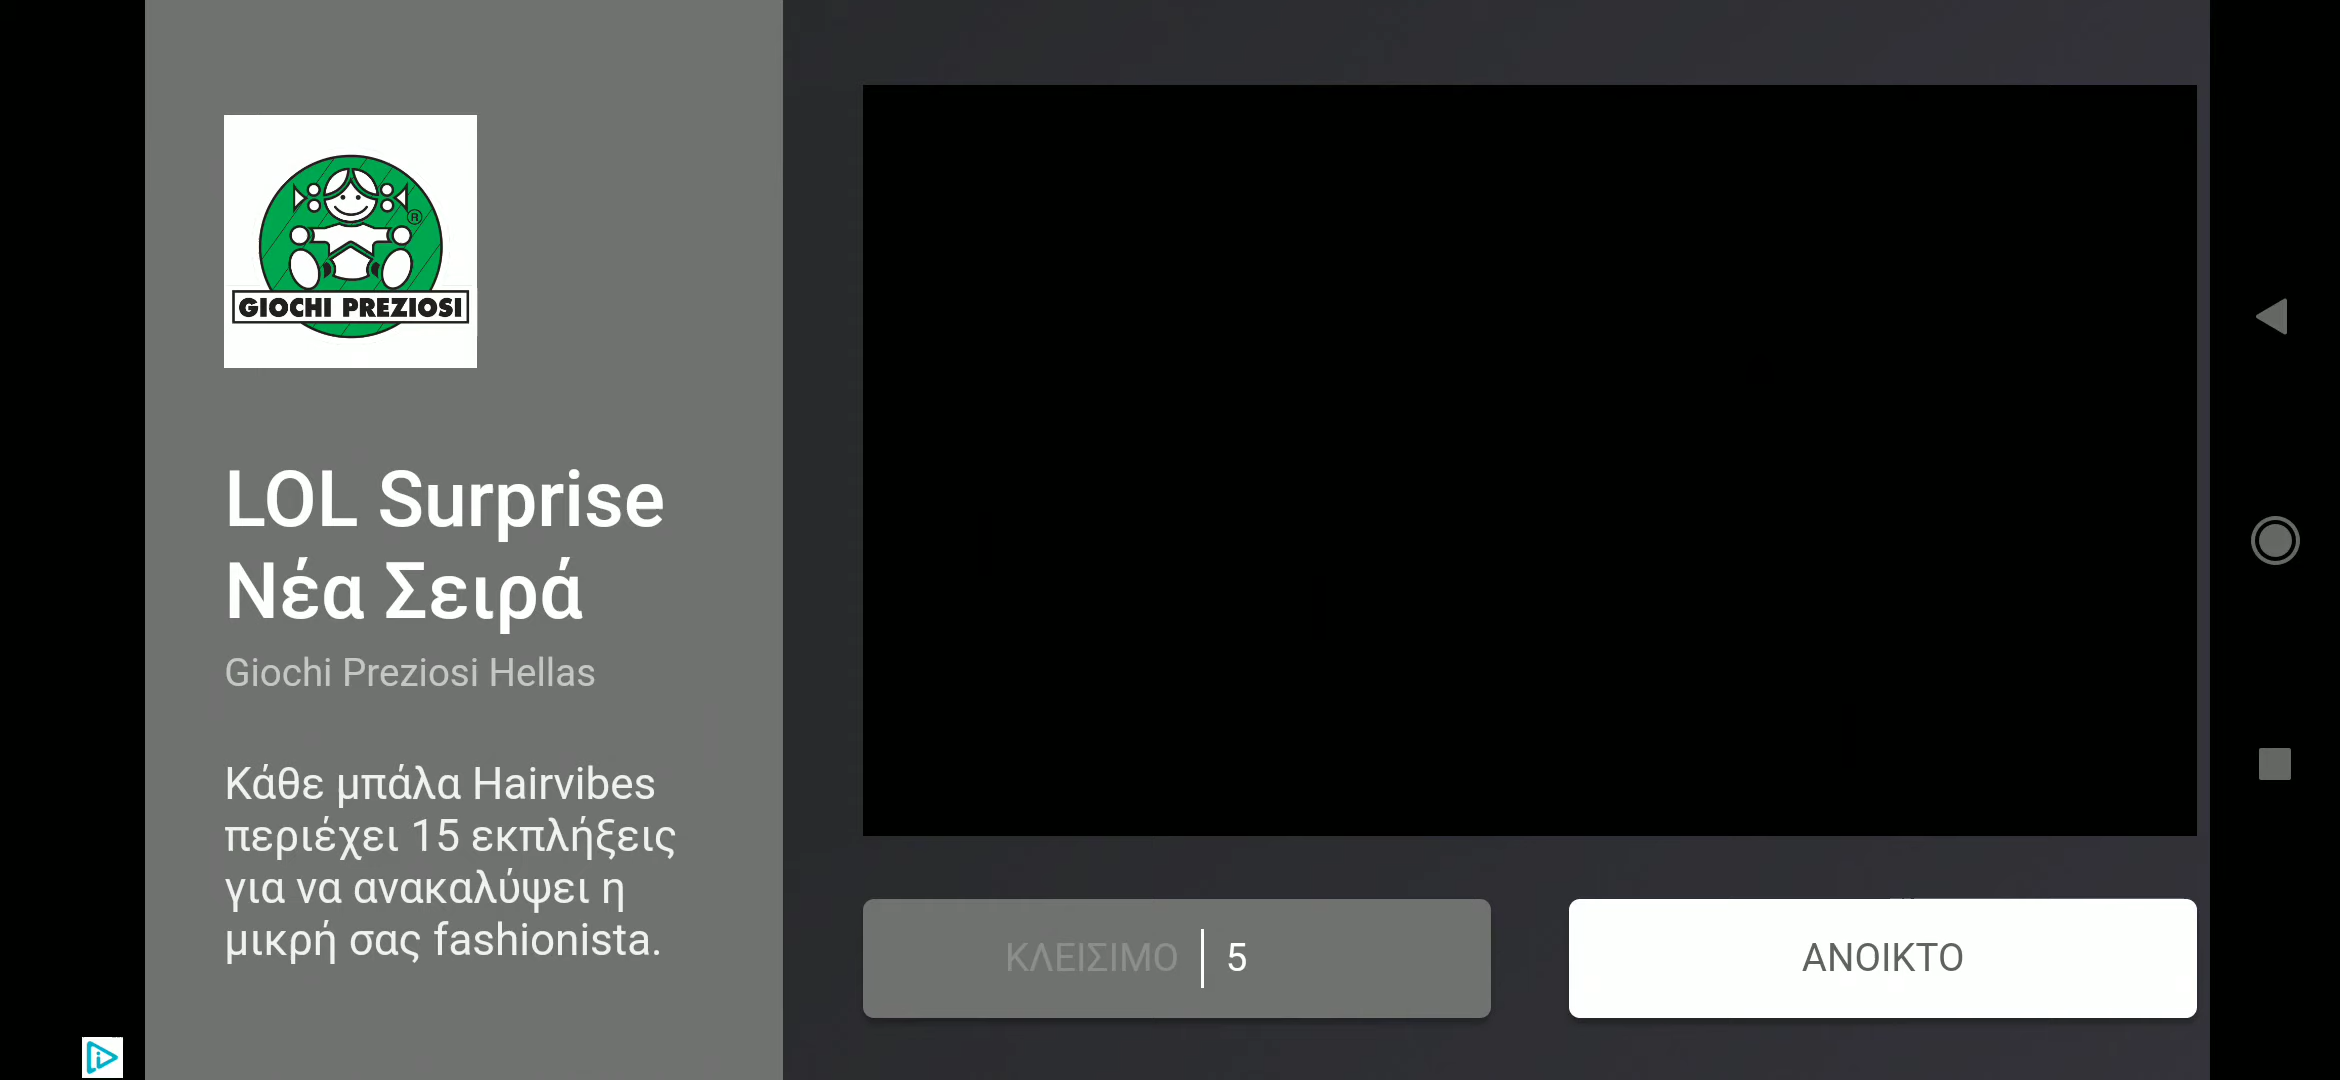 GIOCHI PREZIOSI
®
LOL Surprise
Νέα Σειρά
Giochi Preziosi Hellas
Κάθε μπάλα Hairvibes
περιέχει 15 εκπλήξεις
για να ανακαλύψει η
μικρή σας fashionista.
ΚΛΕΙΣΙΜΟ | 5
ΑΝΟΙΚΤΟ